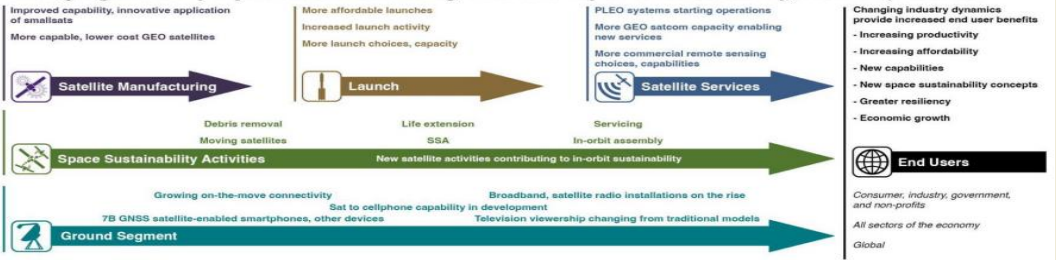 Improved capability, innovative application
of smallsats
More capable, lower cost GEO satellites
Satellite Manufacturing
More affordable launches
Increased launch activity
More launch choices, capacity
Launch
PLEO systems starting operations
More GEO satcom capacity enabling
new services
More commercial remote sensing
choices, capabilities
Satellite Services
Debris removal
Life extension
Servicing
Moving satellites
SSA
In-orbit assembly
Space Sustainability Activities
New satellite activities contributing to in-orbit sustainability
Growing on-the-move connectivity
Broadband, satellite radio installations on the rise
Sat to cellphone capability in development
7B GNSS satellite-enabled smartphones, other devices
Television viewership changing from traditional models
Ground Segment
Changing industry dynamics
provide increased end user benefits
- Increasing productivity
- Increasing affordability
- New capabilities
- New space sustainability concepts
- Greater resiliency
- Economic growth
End Users
Consumer, industry, government,
and non-profits
All sectors of the economy
Global